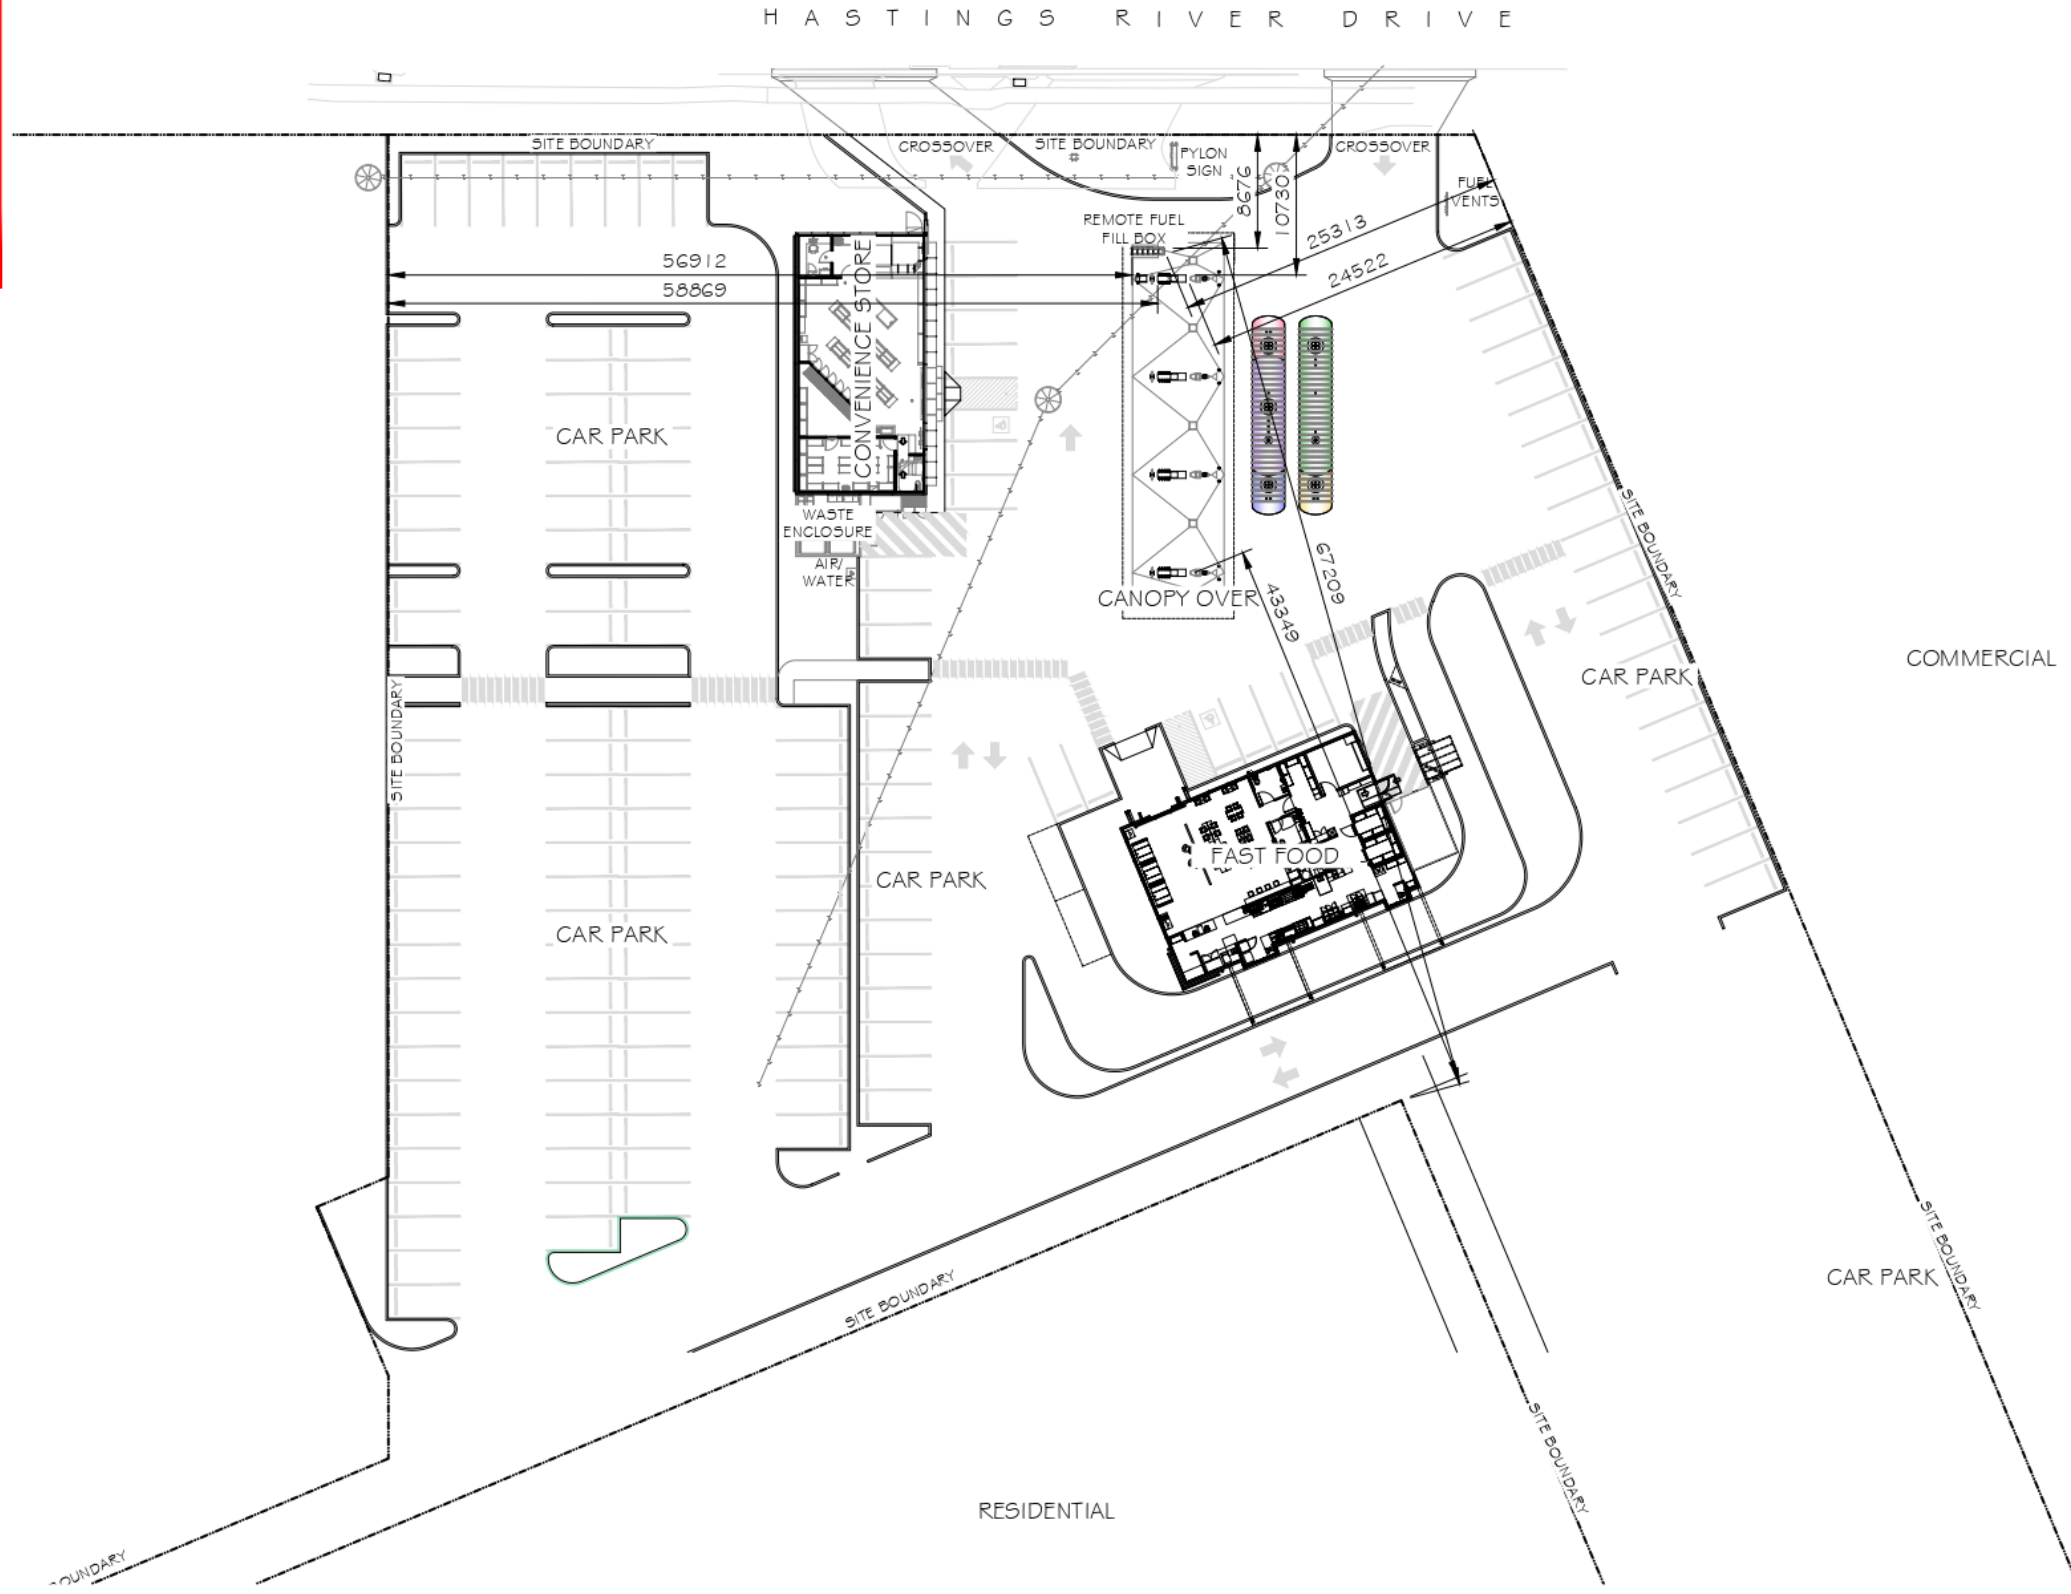 HASTINGS RIVER DRIVE
SITE BOUNDARY
CROSSOVER
SITE BOUNDARY
PYLON
SIGN
CROSSOVER
FUEL
VENTS
8676
10730
REMOTE FUEL
FILL BOX
25313
24522
56912
58869
CONVENIENCE STORE
CAR PARK
WASTE
ENCLOSURE
AIR/
WATER
CANOPY OVER
67209
43349
SITE BOUNDARY
COMMERCIAL
CAR PARK
SITE BOUNDARY
FAST FOOD
CAR PARK
CAR PARK
SITE BOUNDARY
SITE BOUNDARY
CAR PARK
SITE BOUNDARY
RESIDENTIAL
OUNDARY